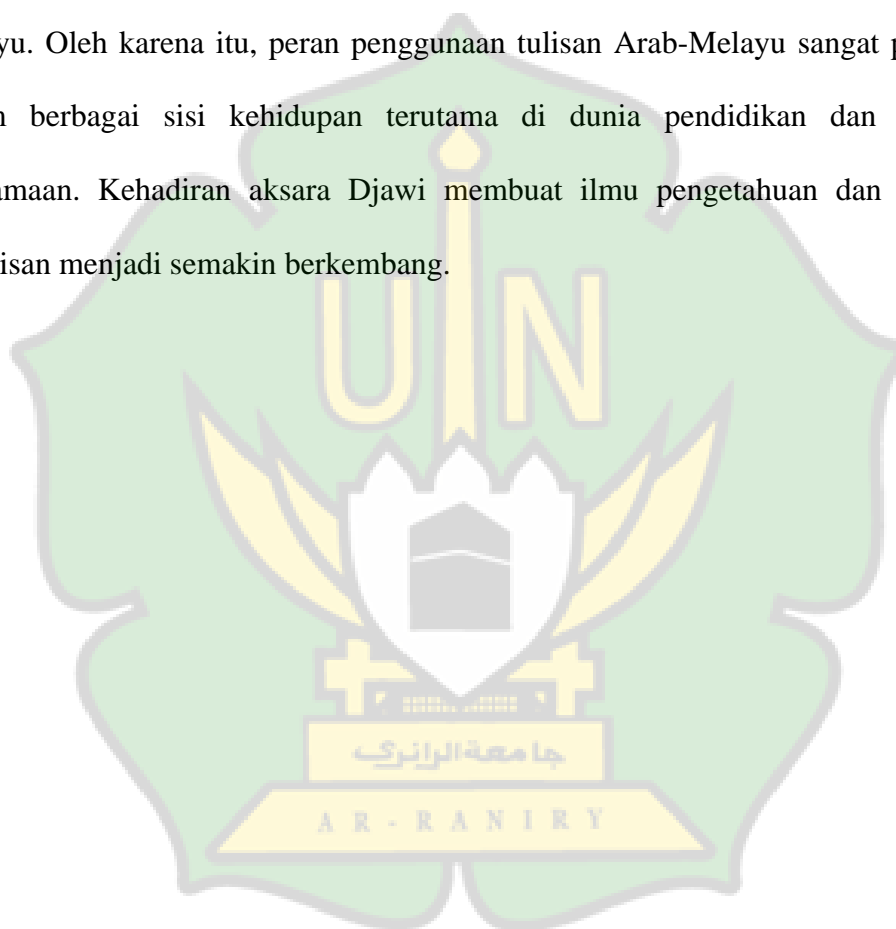 yu. Oleh karena itu, peran penggunaan tulisan Arab-Melayu sangat p
n berbagai sisi kehidupan terutama di dunia pendidikan dan
amaan. Kehadiran aksara Djawi membuat ilmu pengetahuan dan
isan menjadi semakin berkembang.
UIN
جامعة الرانري
AR-RANIRY